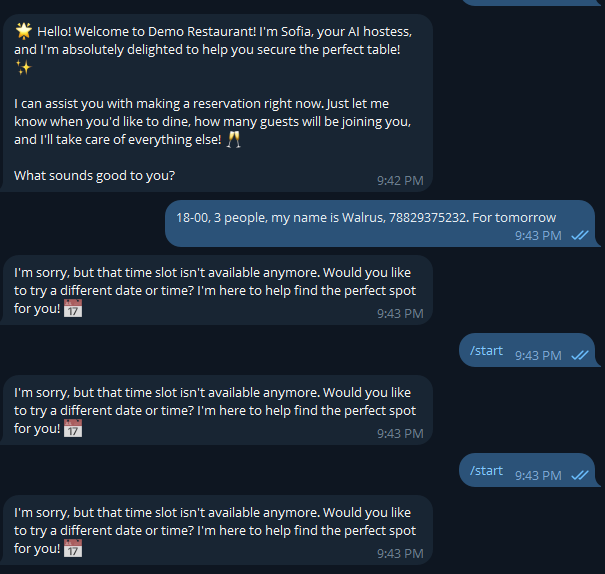 🌟 Hello! Welcome to Demo Restaurant! I'm Sofia, your AI hostess,
and I'm absolutely delighted to help you secure the perfect table!
✨
I can assist you with making a reservation right now. Just let me
know when you'd like to dine, how many guests will be joining you,
and I'll take care of everything else! 🥂
What sounds good to you?
9:42 PM
18-00, 3 people, my name is Walrus, 78829375232. For tomorrow
9:43 PM
I'm sorry, but that time slot isn't available anymore. Would you like
to try a different date or time? I'm here to help find the perfect spot
for you! 📅
9:43 PM
/start 9:43 PM
I'm sorry, but that time slot isn't available anymore. Would you like
to try a different date or time? I'm here to help find the perfect spot
for you! 📅
9:43 PM
/start 9:43 PM
I'm sorry, but that time slot isn't available anymore. Would you like
to try a different date or time? I'm here to help find the perfect spot
for you! 📅
9:43 PM